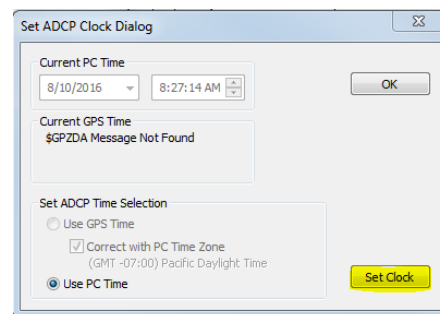 Set ADCP Clock Dialog
Current PC Time
8/10/2016
8:27:14 AM
OK
Current GPS Time
$GPZDA Message Not Found
Set ADCP Time Selection
Use GPS Time
Correct with PC Time Zone
(GMT -07:00) Pacific Daylight Time
Use PC Time
Set Clock